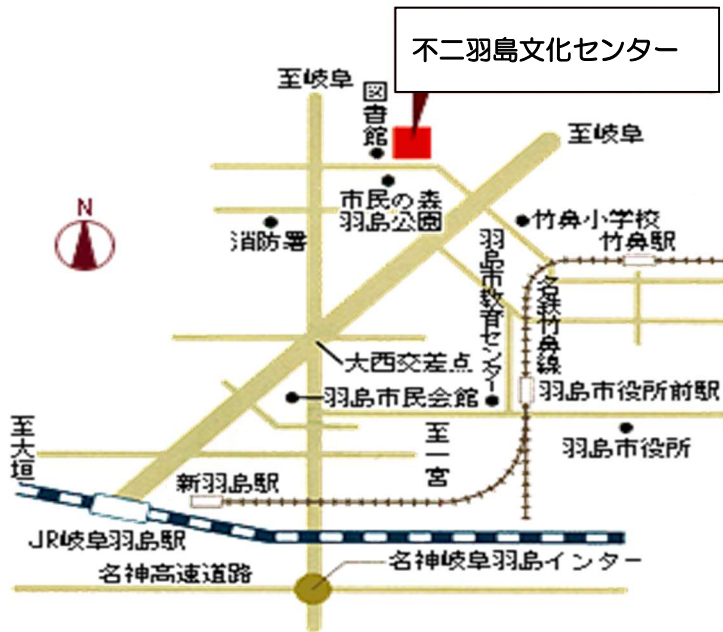 不二羽島文化センター
至岐阜
図書館
至岐阜
市民の森
羽島公園
竹鼻小学校
N
消防署
竹鼻駅
羽島市教育センター
名鉄竹鼻線
大西交差点
羽島市民会館
羽島市役所前駅
至大垣
至一宮
羽島市役所
新羽島駅
JR岐阜羽島駅
名神岐阜羽島インター
名神高速道路